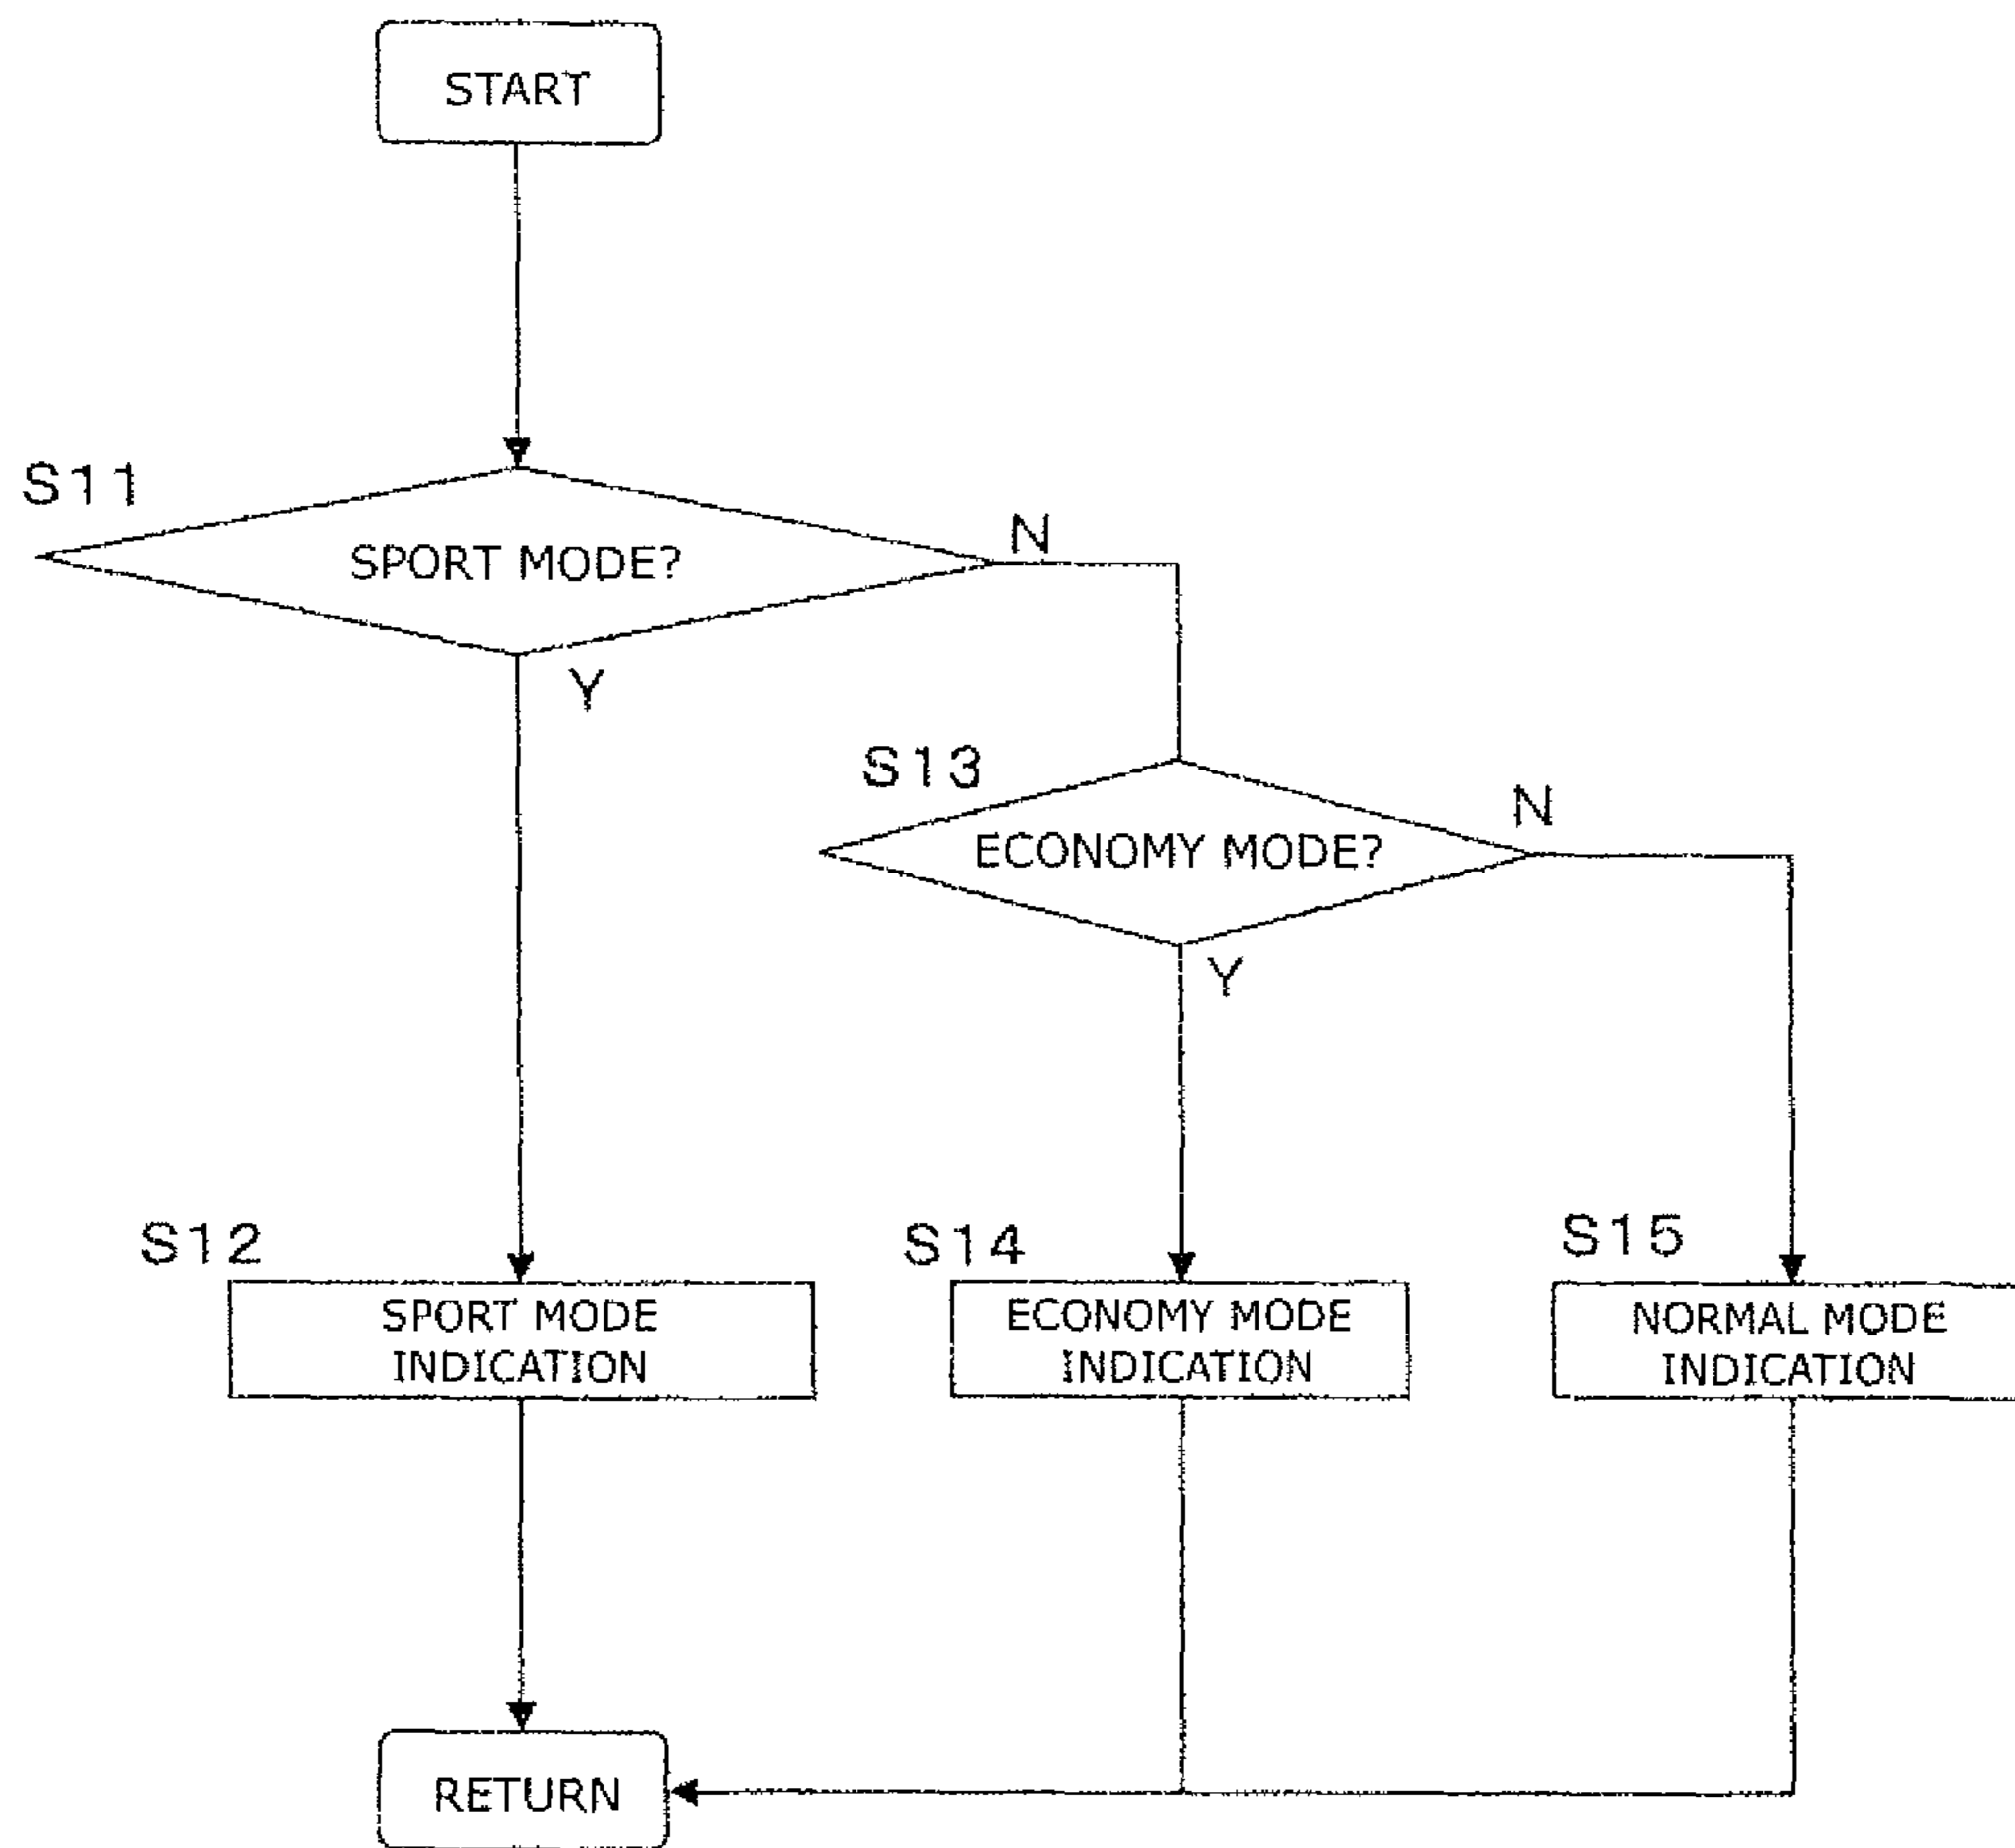 START
S11
SPORT MODE?
N
Y
S13
ECONOMY MODE?
N
Y
S12
SPORT MODE
INDICATION
S14
ECONOMY MODE
INDICATION
S15
NORMAL MODE
INDICATION
RETURN